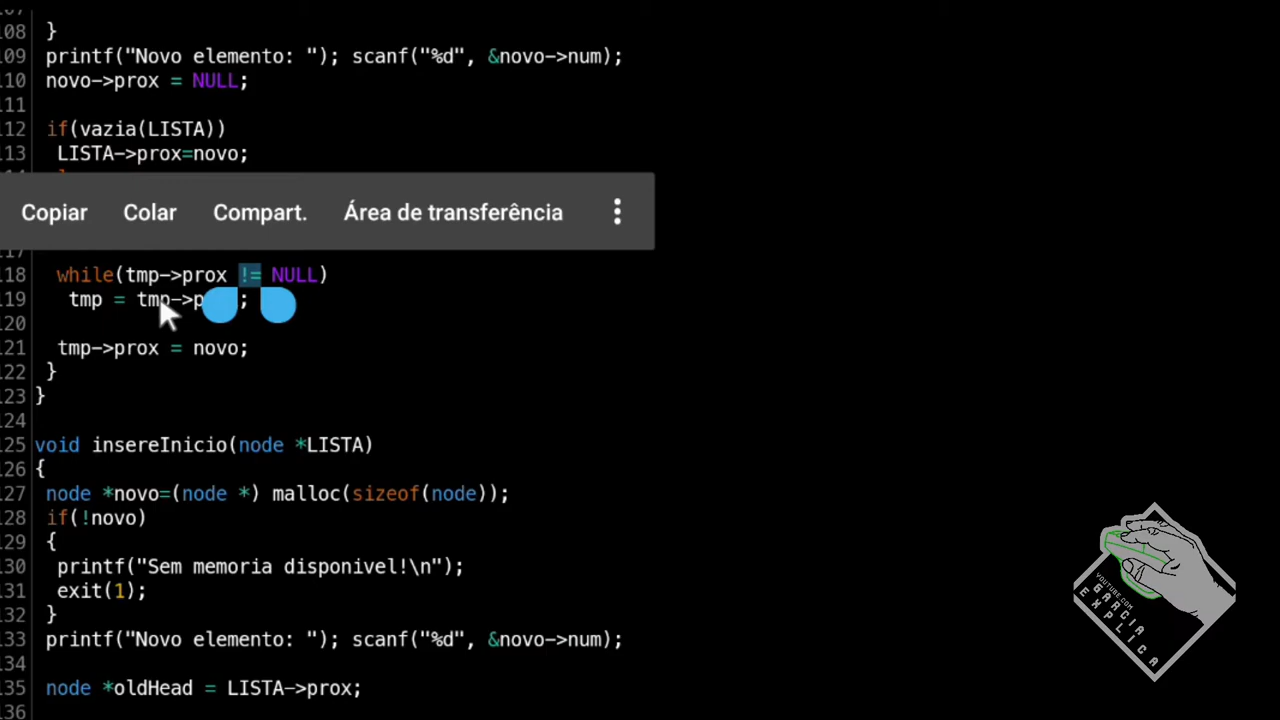 108 }
109 printf("Novo elemento: "); scanf("%d", &novo->num);
110 novo->prox = NULL;
111
112 if(vazia(LISTA))
113 LISTA->prox=novo;
Copiar Colar Compart. Área de transferência
118 while(tmp->prox != NULL)
119 tmp = tmp->p ;
120
121 tmp->prox = novo;
122 }
123 }
124
125 void insereInicio(node *LISTA)
126 {
127 node *novo=(node *) malloc(sizeof(node));
128 if(!novo)
129 {
130 printf("Sem memoria disponivel!\n");
131 exit(1);
132 }
133 printf("Novo elemento: "); scanf("%d", &novo->num);
134
135 node *oldHead = LISTA->prox;
136
YOUTUBE.COM
GARCIA
EXPLICA